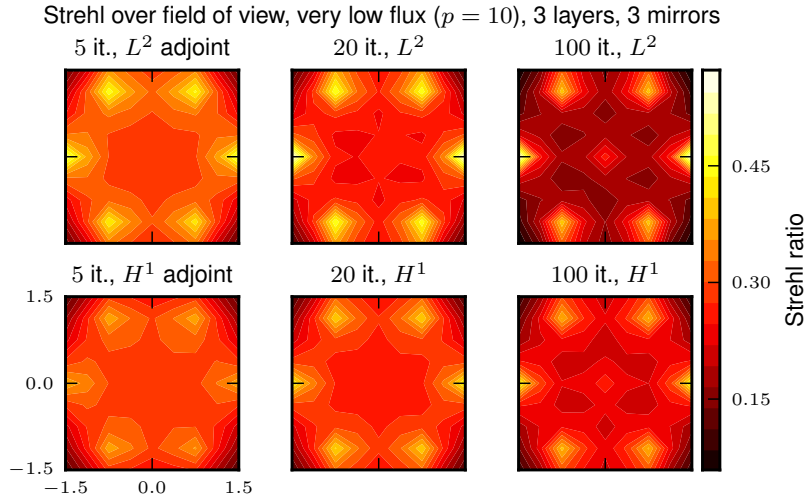 Strehl over field of view, very low flux (p = 10), 3 layers, 3 mirrors
5 it., L² adjoint
20 it., L²
100 it., L²
5 it., H¹ adjoint
20 it., H¹
100 it., H¹
1.5
0.0
−1.5
−1.5 0.0 1.5
0.45
0.30
0.15
Strehl ratio